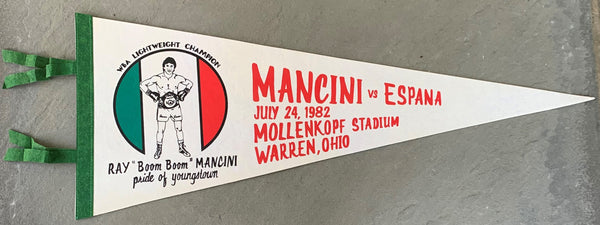 WBA LIGHTWEIGHT CHAMPION
RAY "Boom Boom" MANCINI
pride of youngstown
MANCINI vs ESPANA
JULY 24, 1982
MOLLENKOPF STADIUM
WARREN, OHIO